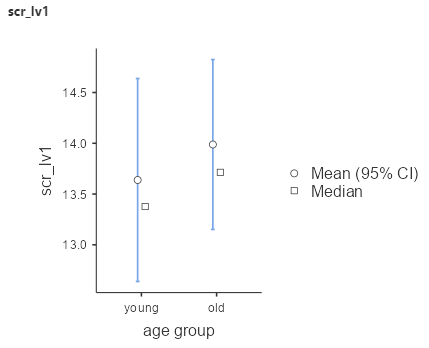 scr_lv1
14.5
14.0
13.5
13.0
scr_lv1
young
old
age group
Mean (95% CI)
Median